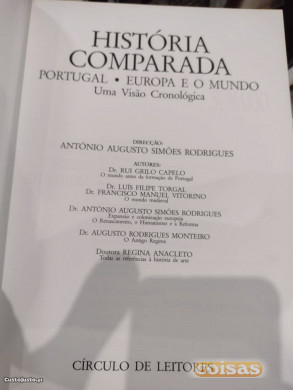 HISTÓRIA
COMPARADA
PORTUGAL • EUROPA E O MUNDO
Uma Visão Cronológica
DIRECÇÃO:
ANTÓNIO AUGUSTO SIMÕES RODRIGUES
AUTORES:
Dr. RUI GRILO CAPELO
O mundo antes da formação de Portugal
Dr. LUÍS FILIPE TORGAL
Dr. FRANCISCO MANUEL VITORINO
O mundo medieval
Dr. ANTÓNIO AUGUSTO SIMÕES RODRIGUES
Expansão e colonização europeia
O Renascimento, o Humanismo e a Reforma
Dr. AUGUSTO RODRIGUES MONTEIRO
O Antigo Regime
Doutora REGINA ANACLETO
Todas as referências à história de arte
CÍRCULO DE LEITORES
coisas
Custojusto.pt